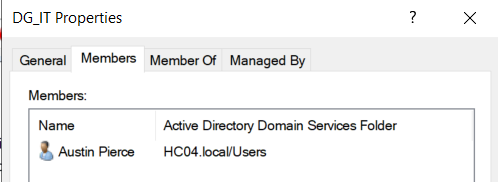 DG_IT Properties
? ×
General Members Member Of Managed By
Members:
Name Active Directory Domain Services Folder
Austin Pierce HC04.local/Users